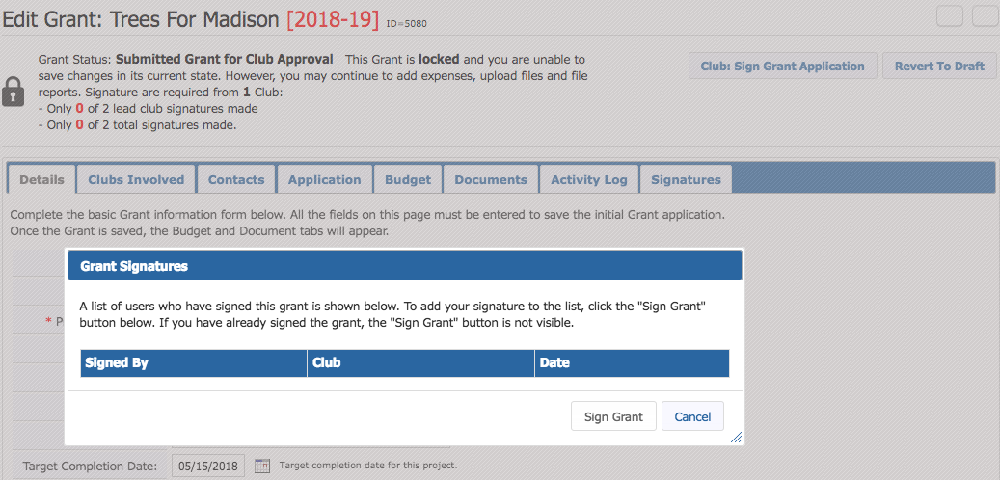 Edit Grant: Trees For Madison [2018-19] ID=5080
Grant Status: Submitted Grant for Club Approval This Grant is locked and you are unable to
save changes in its current state. However, you may continue to add expenses, upload files and file
reports. Signature are required from 1 Club:
- Only 0 of 2 lead club signatures made
- Only 0 of 2 total signatures made.
Club: Sign Grant Application Revert To Draft
Details Clubs Involved Contacts Application Budget Documents Activity Log Signatures
Complete the basic Grant information form below. All the fields on this page must be entered to save the initial Grant application.
Once the Grant is saved, the Budget and Document tabs will appear.
* P
Grant Signatures
A list of users who have signed this grant is shown below. To add your signature to the list, click the "Sign Grant"
button below. If you have already signed the grant, the "Sign Grant" button is not visible.
Signed By Club Date
Sign Grant Cancel
Target Completion Date: 05/15/2018 Target completion date for this project.